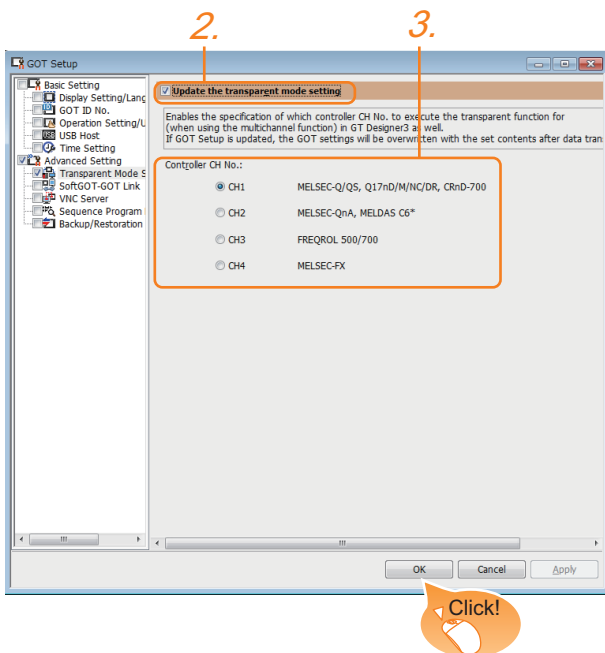 2.
3.
GOT Setup
Basic Setting
Display Setting/Lang
GOT ID No.
Operation Setting/L
USB Host
Time Setting
Advanced Setting
Transparent Mode S
SoftGOT-GOT Link
VNC Server
Sequence Program
Backup/Restoration
Update the transparent mode setting
Enables the specification of which controller CH No. to execute the transparent function for
(when using the multichannel function) in GT Designer3 as well.
If GOT Setup is updated, the GOT settings will be overwritten with the set contents after data tran
Controller CH No.:
CH1 MELSEC-Q/QS, Q17nD/M/NC/DR, CRnD-700
CH2 MELSEC-QnA, MELDAS C6*
CH3 FREQROL 500/700
CH4 MELSEC-FX
OK Cancel Apply
Click!